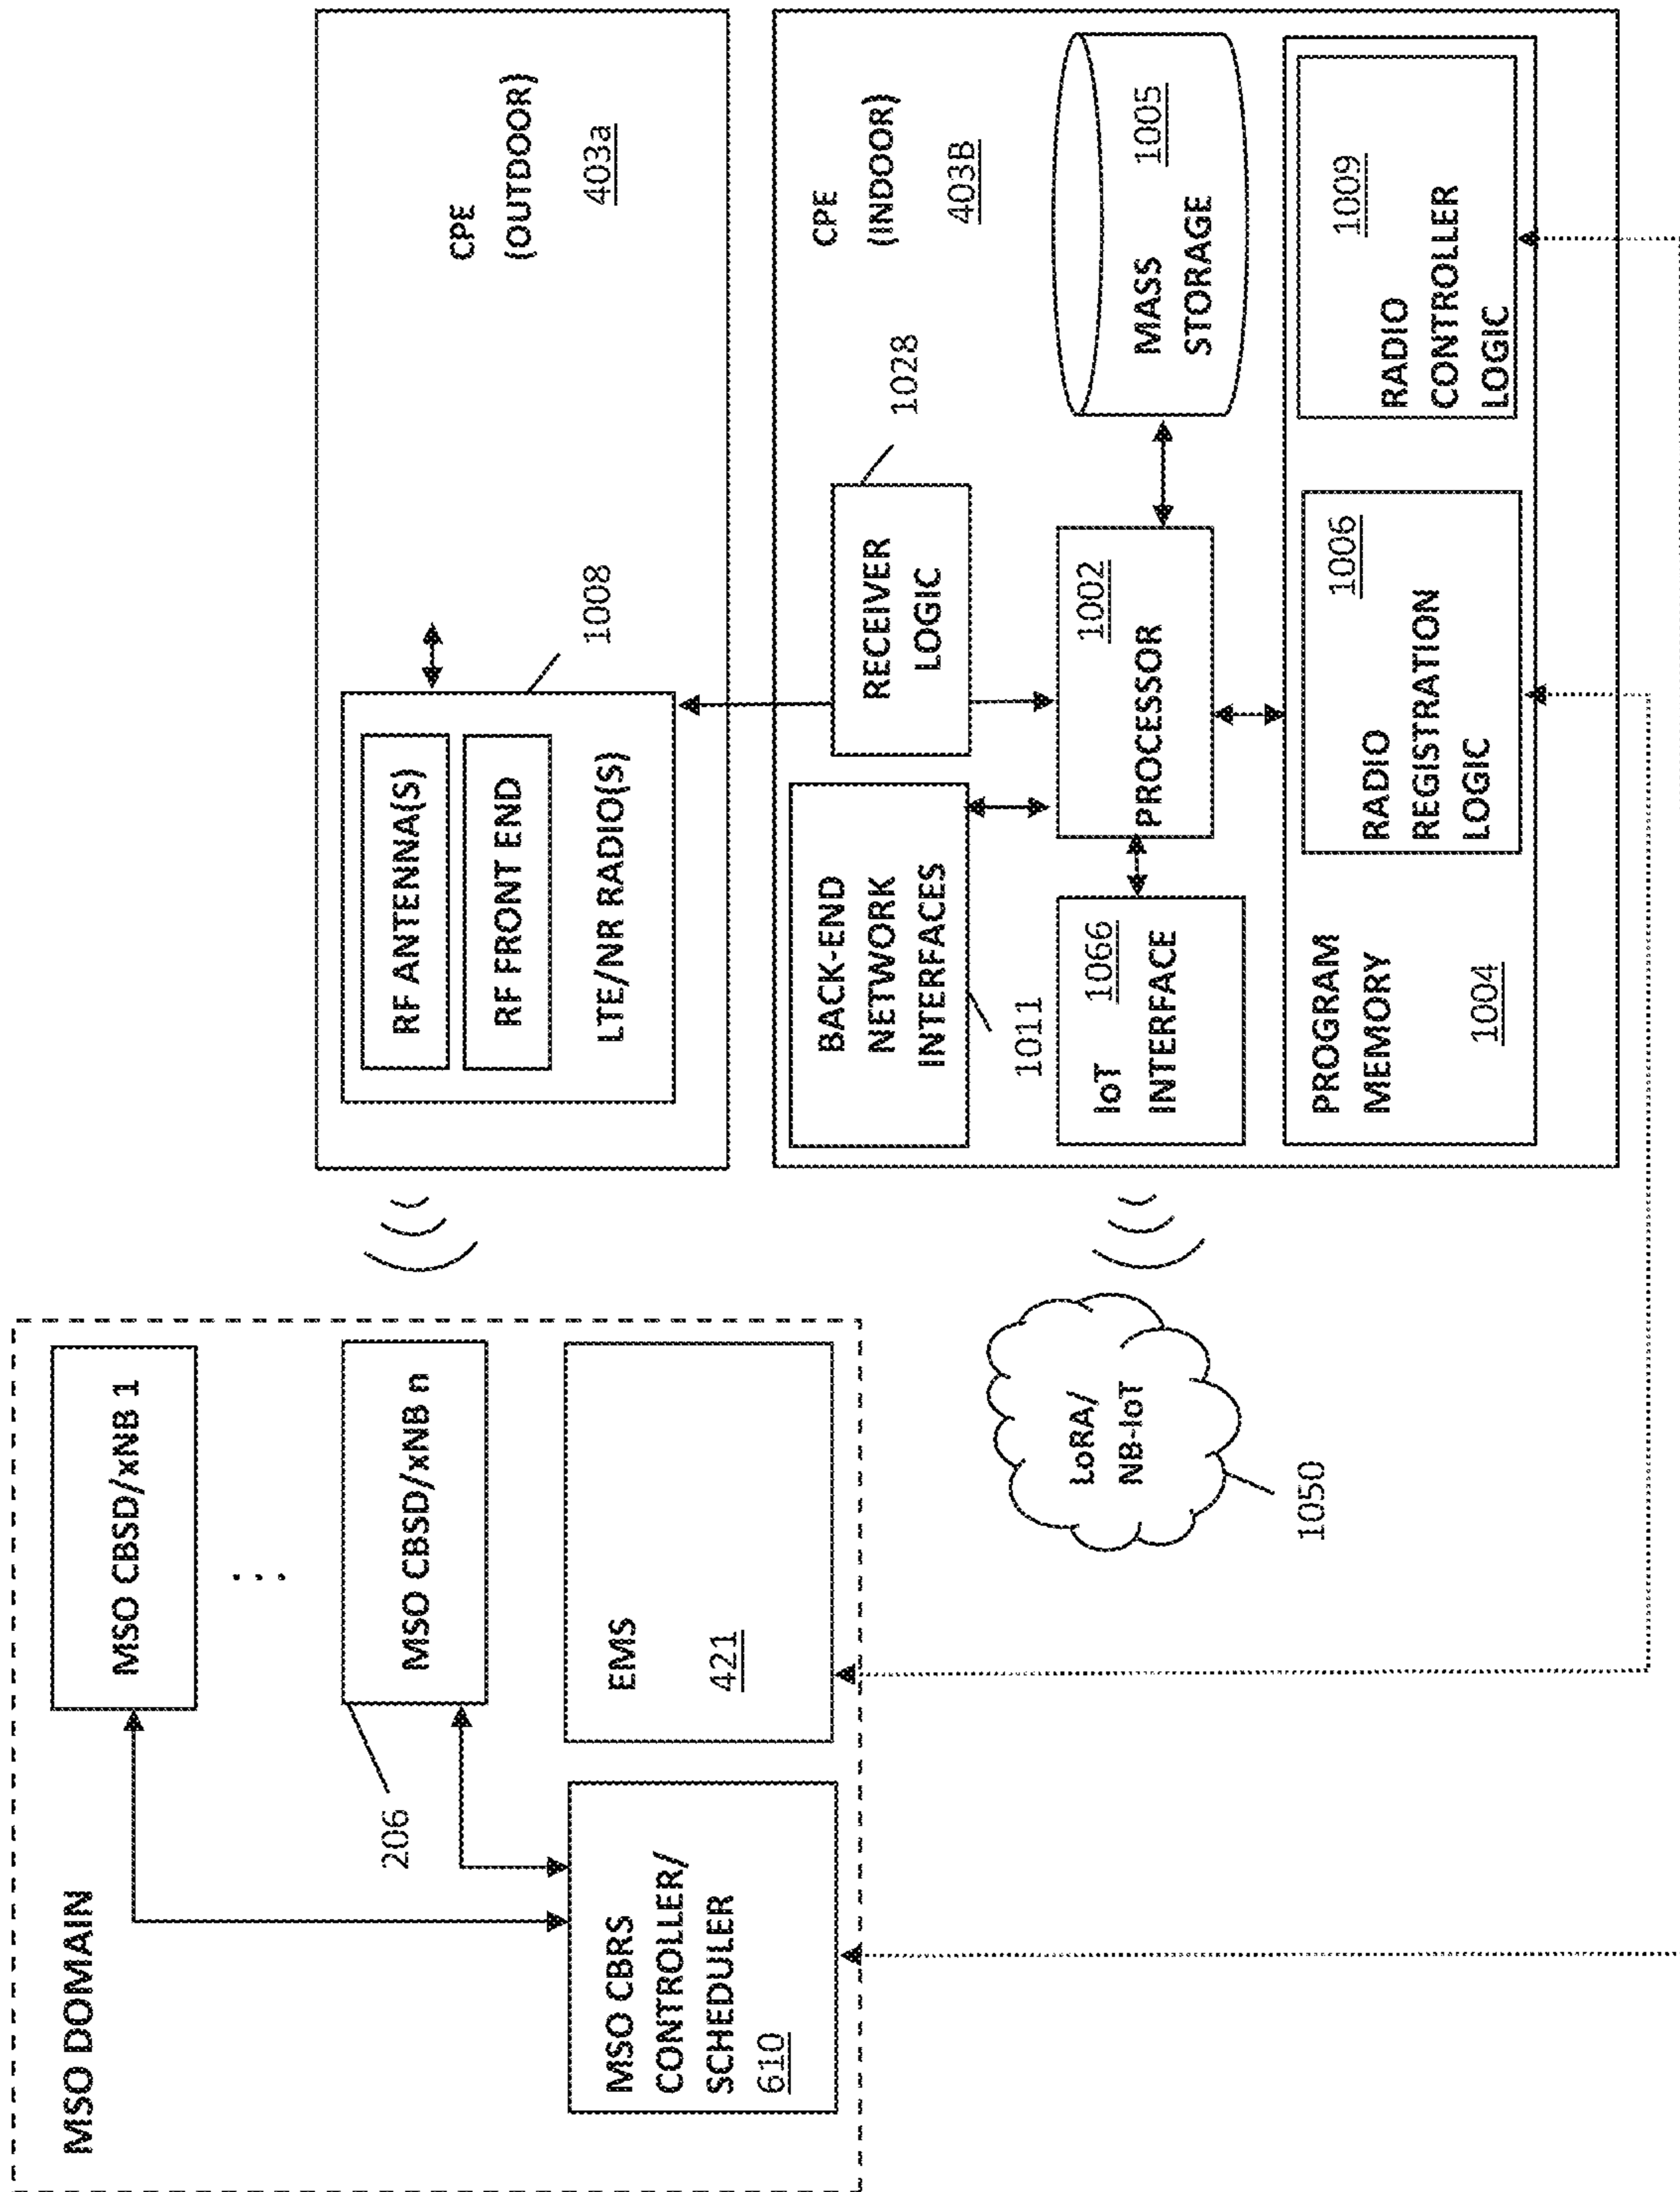 MSO DOMAIN
MSO CBSD/xNB 1
. . .
MSO CBSD/xNB n
206
MSO CBRS
CONTROLLER/
SCHEDULER
610
EMS
421
LoRA/
NB-IoT
1050
CPE
(OUTDOOR)
403a
RF ANTENNA(S)
RF FRONT END
LTE/NR RADIO(S)
1008
CPE
(INDOOR)
403B
BACK-END
NETWORK
INTERFACES
1011
RECEIVER
LOGIC
1028
IoT
1066
INTERFACE
1002
PROCESSOR
1005
MASS
STORAGE
PROGRAM
MEMORY
1004
1006
RADIO
REGISTRATION
LOGIC
1009
RADIO
CONTROLLER
LOGIC